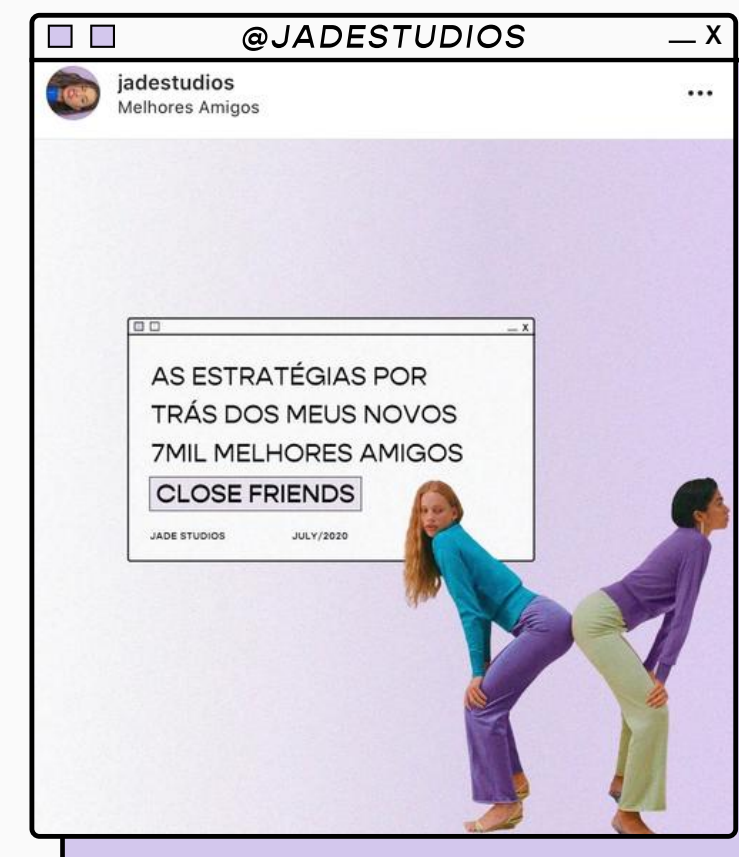 @JADESTUDIOS
_ X
jadestudios
Melhores Amigos
_ X
AS ESTRATÉGIAS POR
TRÁS DOS MEUS NOVOS
7MIL MELHORES AMIGOS
CLOSE FRIENDS
JADE STUDIOS JULY/2020